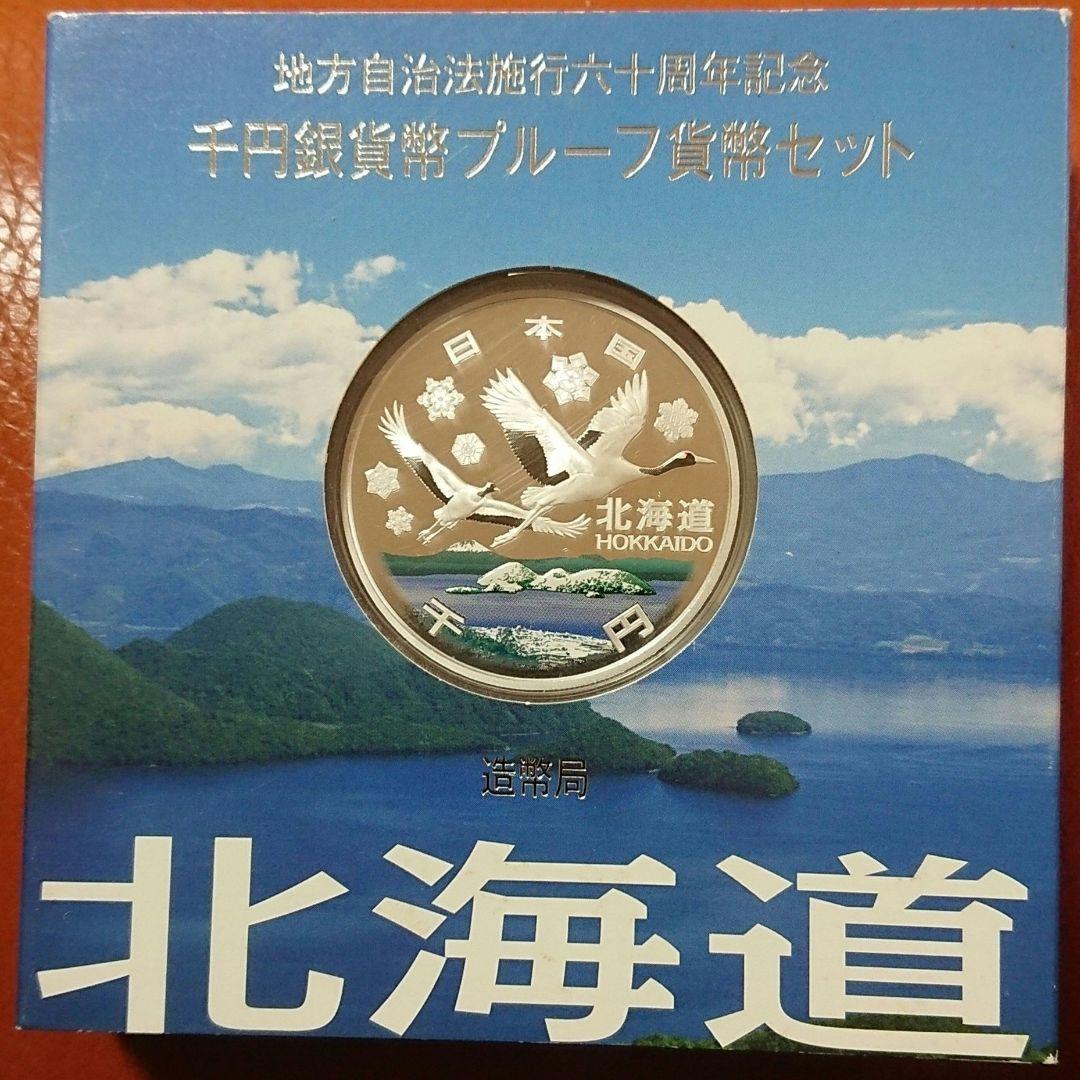 地方自治法施行六十周年記念
千円銀貨幣プルーフ貨幣セット
日本国
北海道
HOKKAIDO
千円
造幣局
北海道